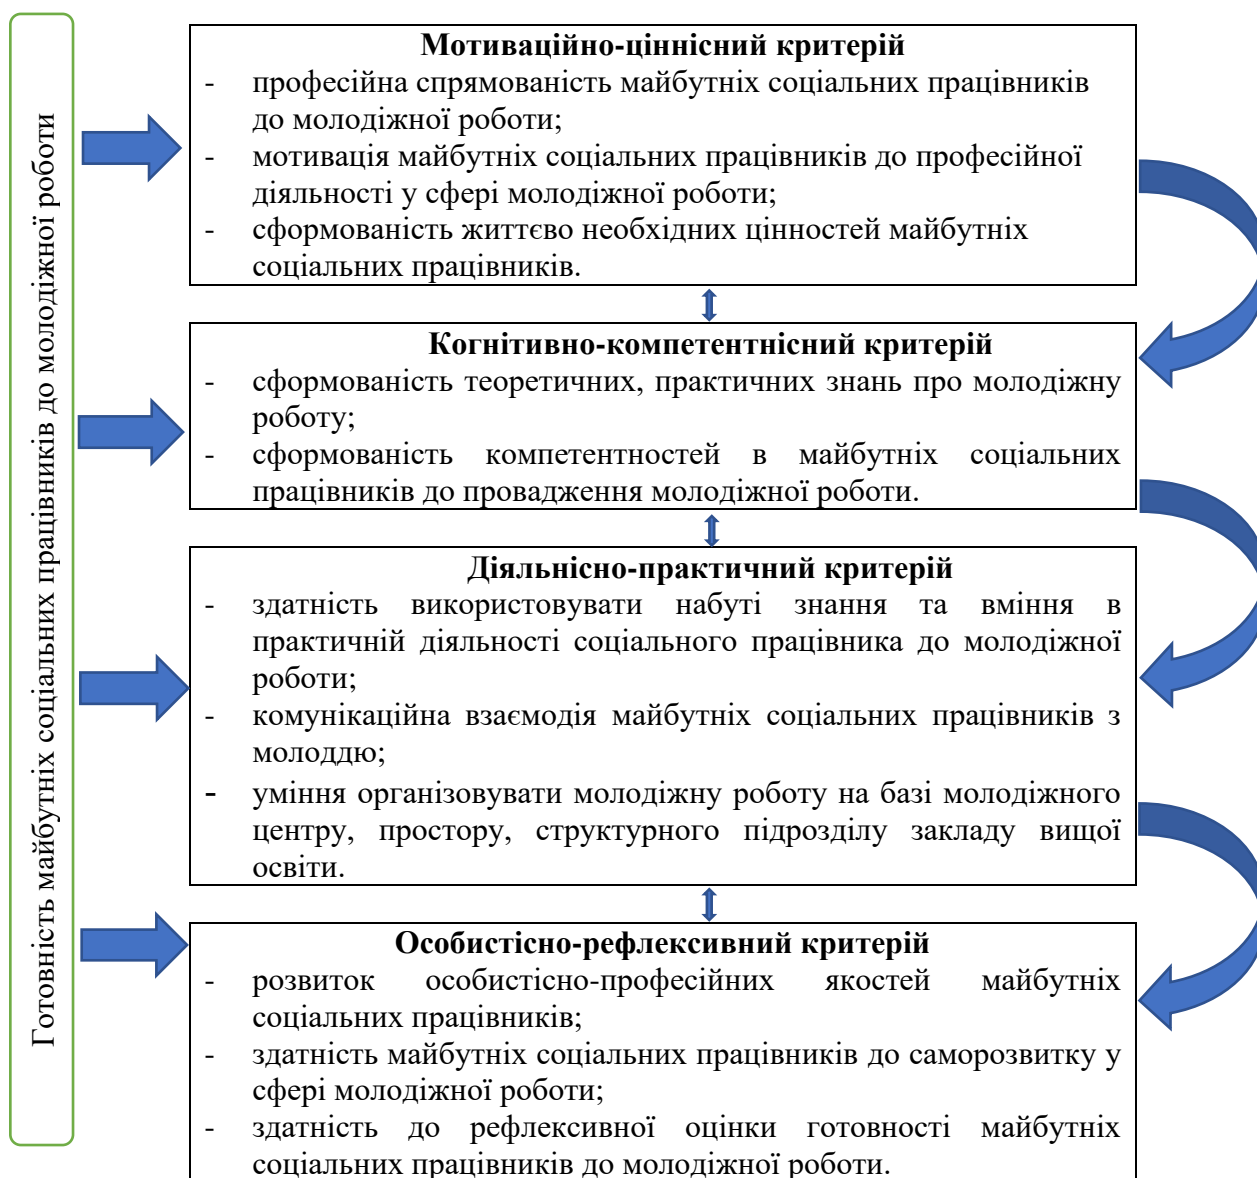 Готовність майбутніх соціальних працівників до молодіжної роботи
Мотиваційно-ціннісний критерій
- професійна спрямованість майбутніх соціальних працівників
до молодіжної роботи;
- мотивація майбутніх соціальних працівників до професійної
діяльності у сфері молодіжної роботи;
- сформованість життєво необхідних цінностей майбутніх
соціальних працівників.
Когнітивно-компетентнісний критерій
- сформованість теоретичних, практичних знань про молодіжну
роботу;
- сформованість компетентностей в майбутніх соціальних
працівників до провадження молодіжної роботи.
Діяльнісно-практичний критерій
- здатність використовувати набуті знання та вміння в
практичній діяльності соціального працівника до молодіжної
роботи;
- комунікаційна взаємодія майбутніх соціальних працівників з
молоддю;
- уміння організовувати молодіжну роботу на базі молодіжного
центру, простору, структурного підрозділу закладу вищої
освіти.
Особистісно-рефлексивний критерій
- розвиток особистісно-професійних якостей майбутніх
соціальних працівників;
- здатність майбутніх соціальних працівників до саморозвитку у
сфері молодіжної роботи;
- здатність до рефлексивної оцінки готовності майбутніх
соціальних працівників до молодіжної роботи.